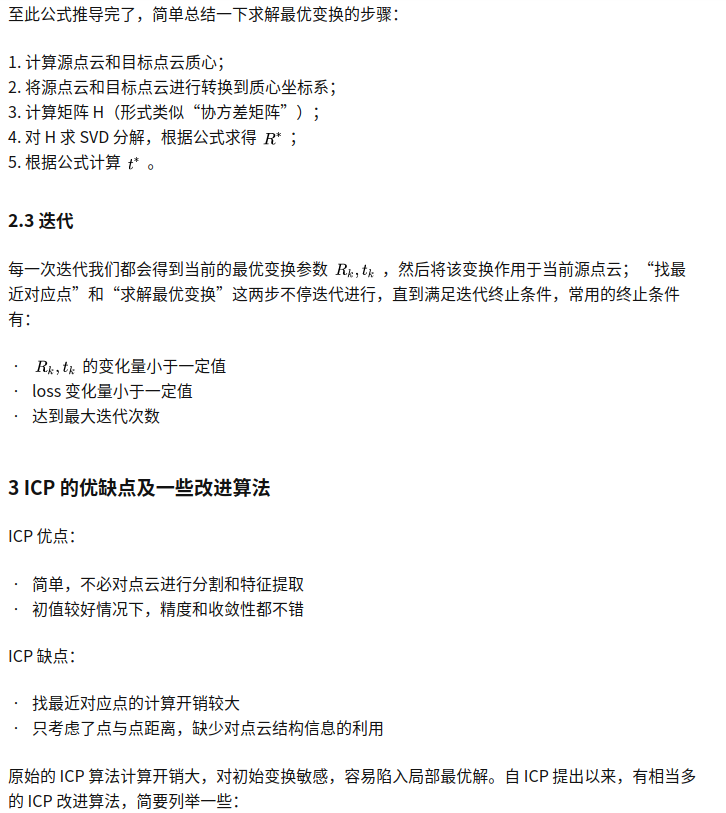 至此公式推导完了，简单总结一下求解最优变换的步骤：
1. 计算源点云和目标点云质心；
2. 将源点云和目标点云进行转换到质心坐标系；
3. 计算矩阵 H（形式类似“协方差矩阵”）；
4. 对 H 求 SVD 分解，根据公式求得 R* ；
5. 根据公式计算 t* 。
2.3 迭代
每一次迭代我们都会得到当前的最优变换参数 Rₖ, tₖ ，然后将该变换作用于当前源点云；“找最
近对应点”和“求解最优变换”这两步不停迭代进行，直到满足迭代终止条件，常用的终止条件
有：
· Rₖ, tₖ 的变化量小于一定值
· loss 变化量小于一定值
· 达到最大迭代次数
3 ICP 的优缺点及一些改进算法
ICP 优点：
· 简单，不必对点云进行分割和特征提取
· 初值较好情况下，精度和收敛性都不错
ICP 缺点：
· 找最近对应点的计算开销较大
· 只考虑了点与点距离，缺少对点云结构信息的利用
原始的 ICP 算法计算开销大，对初始变换敏感，容易陷入局部最优解。自 ICP 提出以来，有相当多
的 ICP 改进算法，简要列举一些：